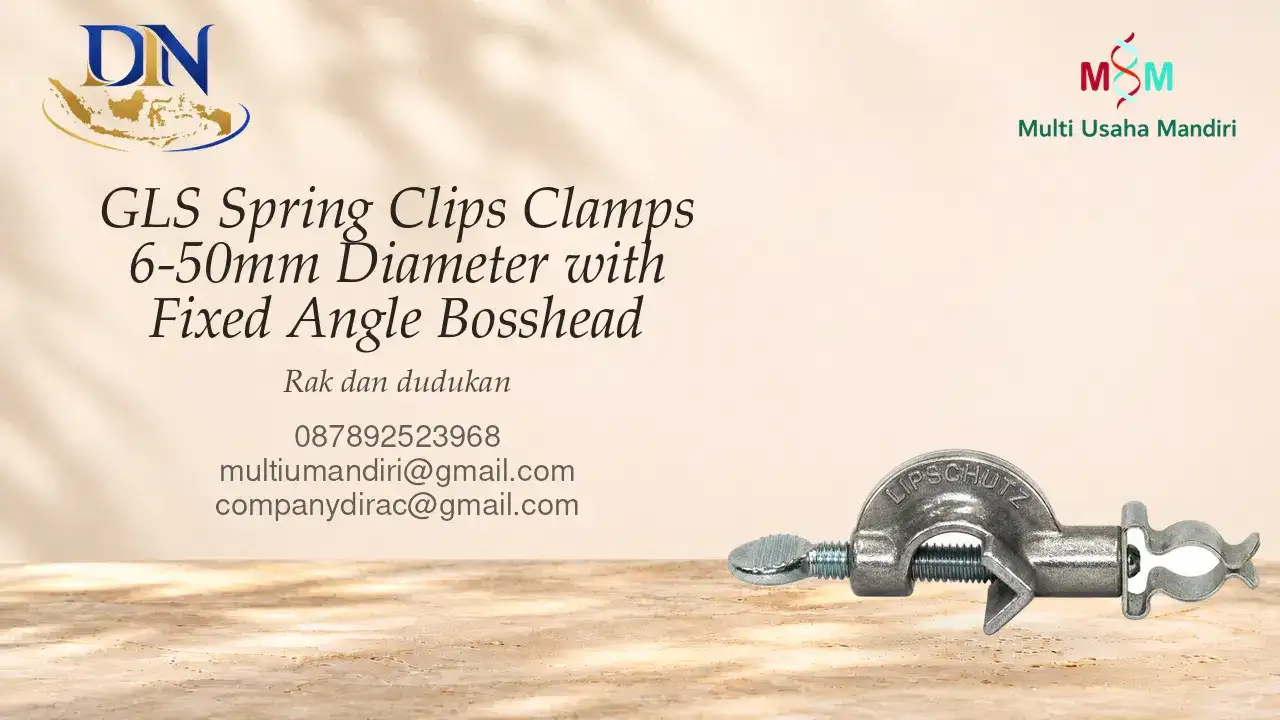 DIN
M M
Multi Usaha Mandiri
GLS Spring Clips Clamps
6-50mm Diameter with
Fixed Angle Bosshead
Rak dan dudukan
087892523968
multiumandiri@gmail.com
companydirac@gmail.com
LIPSCHUTZ